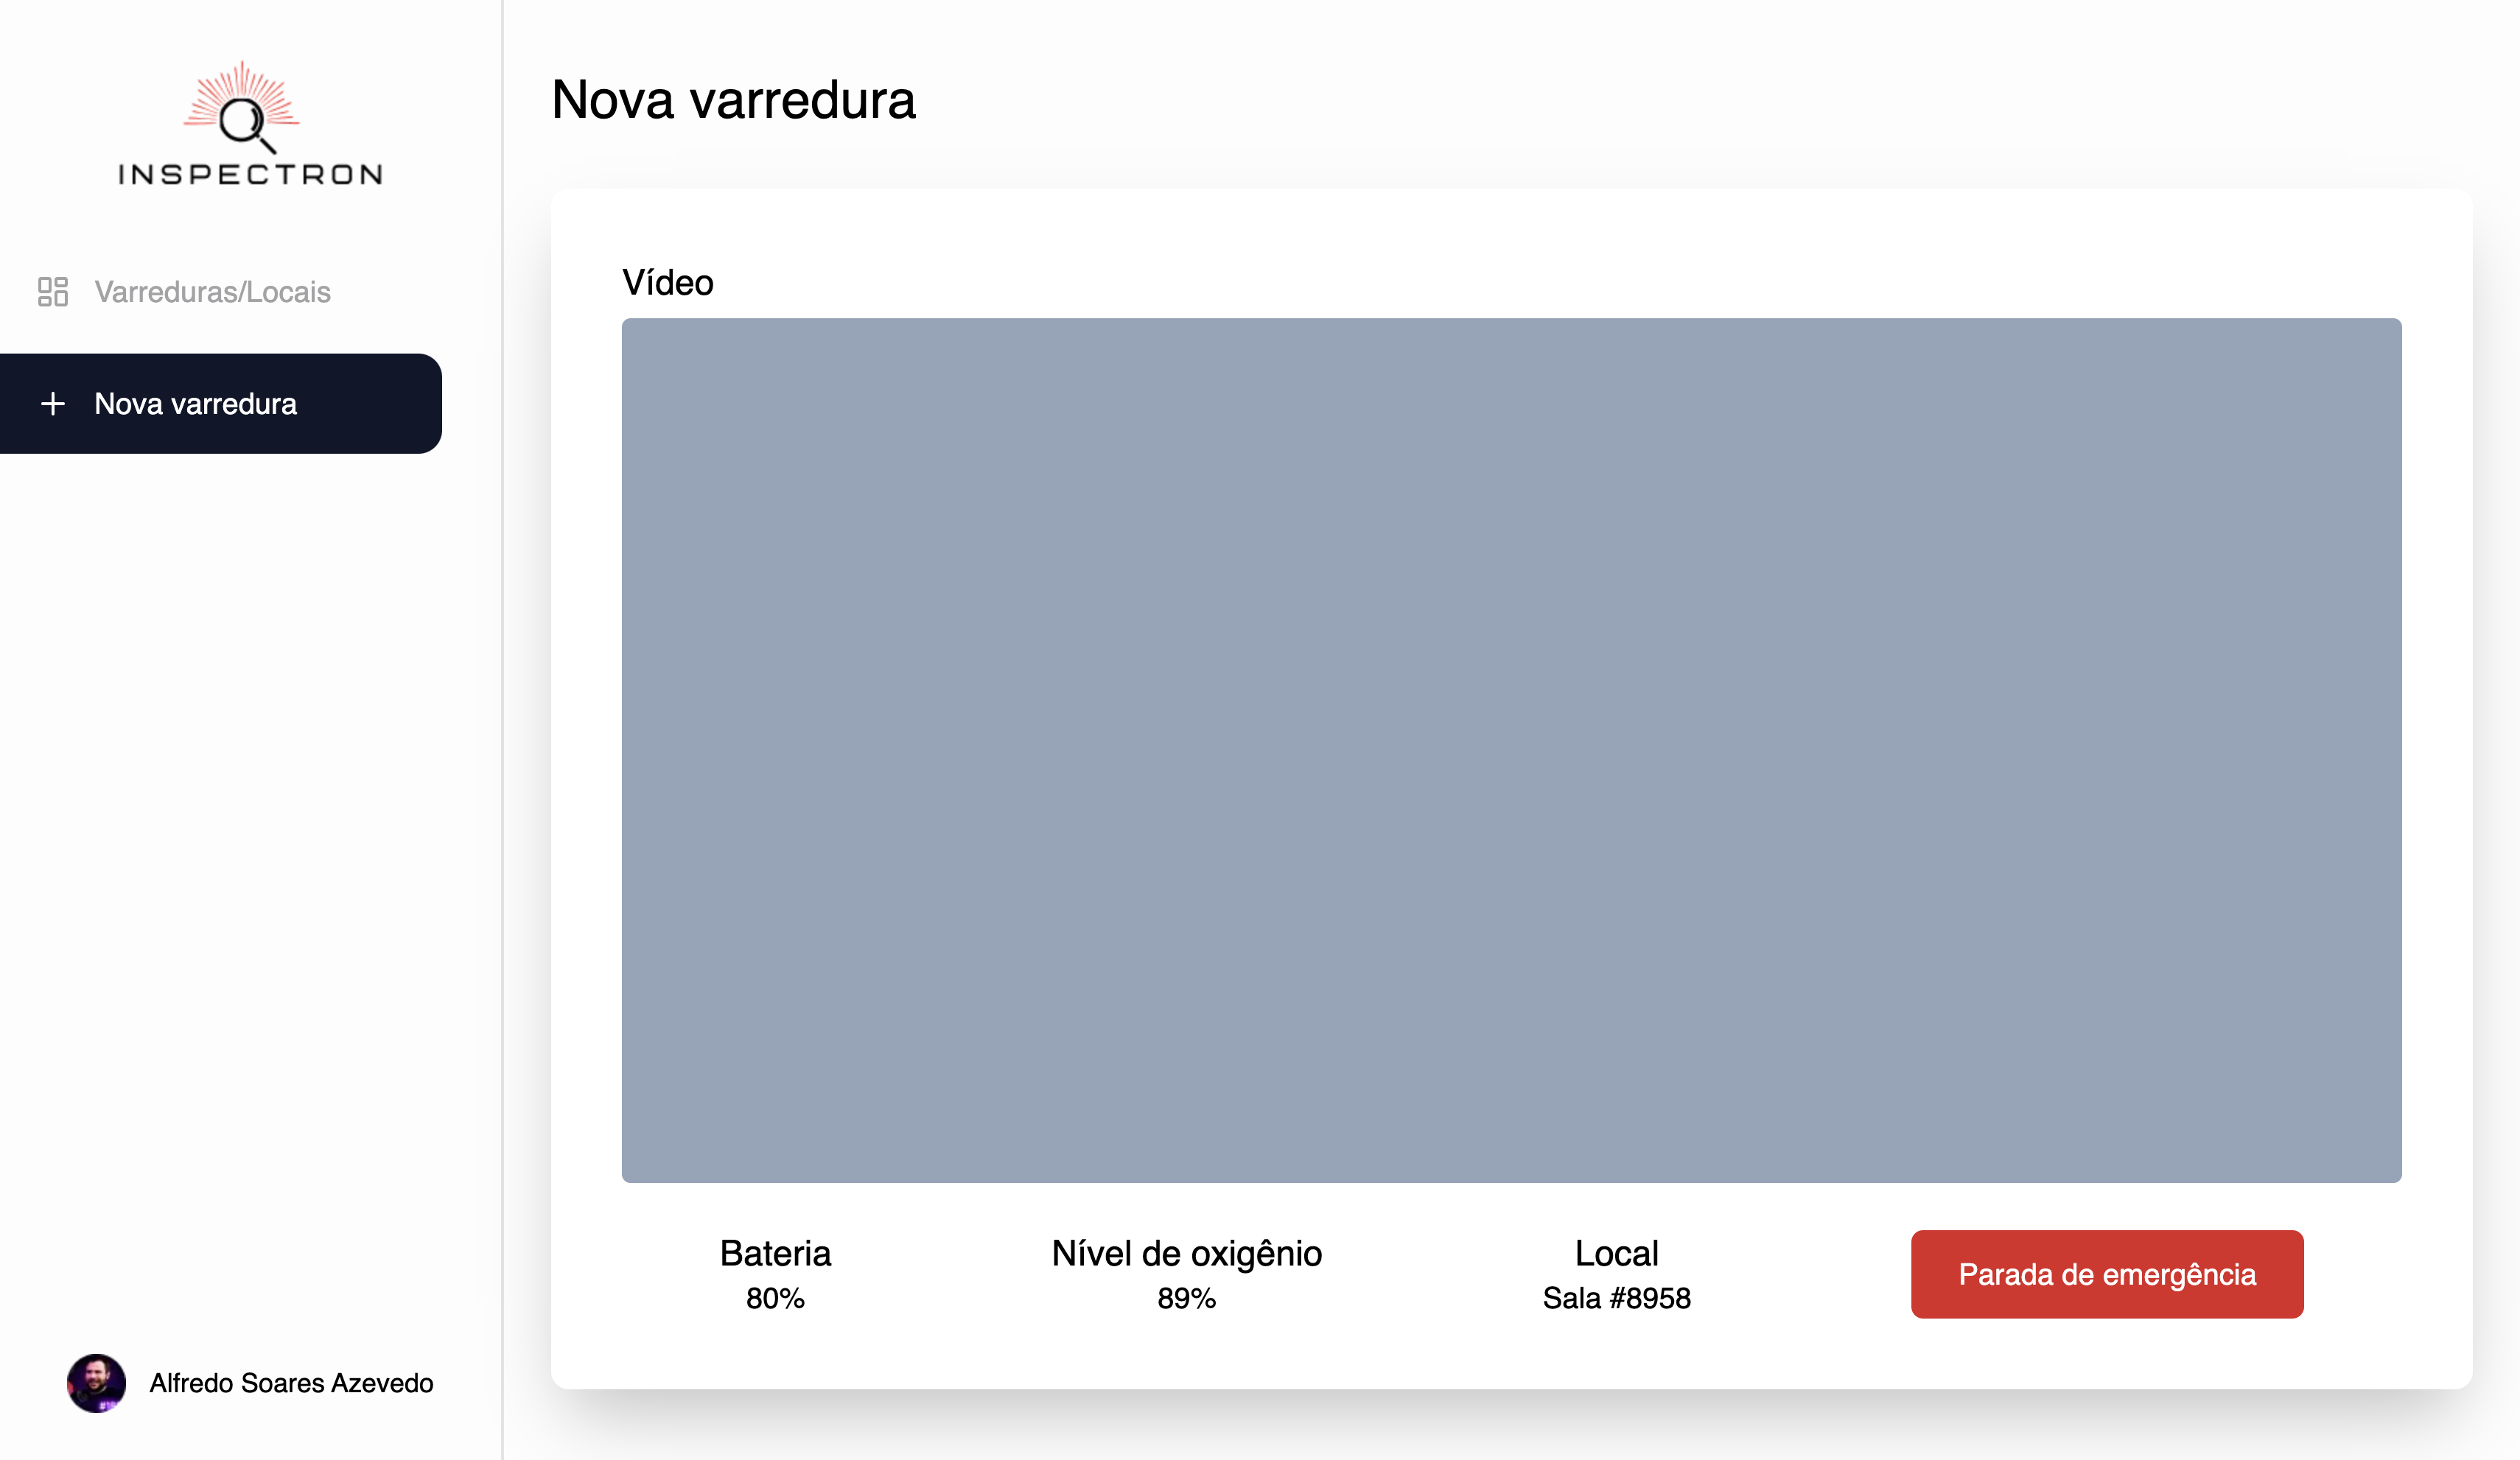 INSPECTRON
Varreduras/Locais
Nova varredura
Alfredo Soares Azevedo
Nova varredura
Vídeo
Bateria
80%
Nível de oxigênio
89%
Local
Sala #8958
Parada de emergência